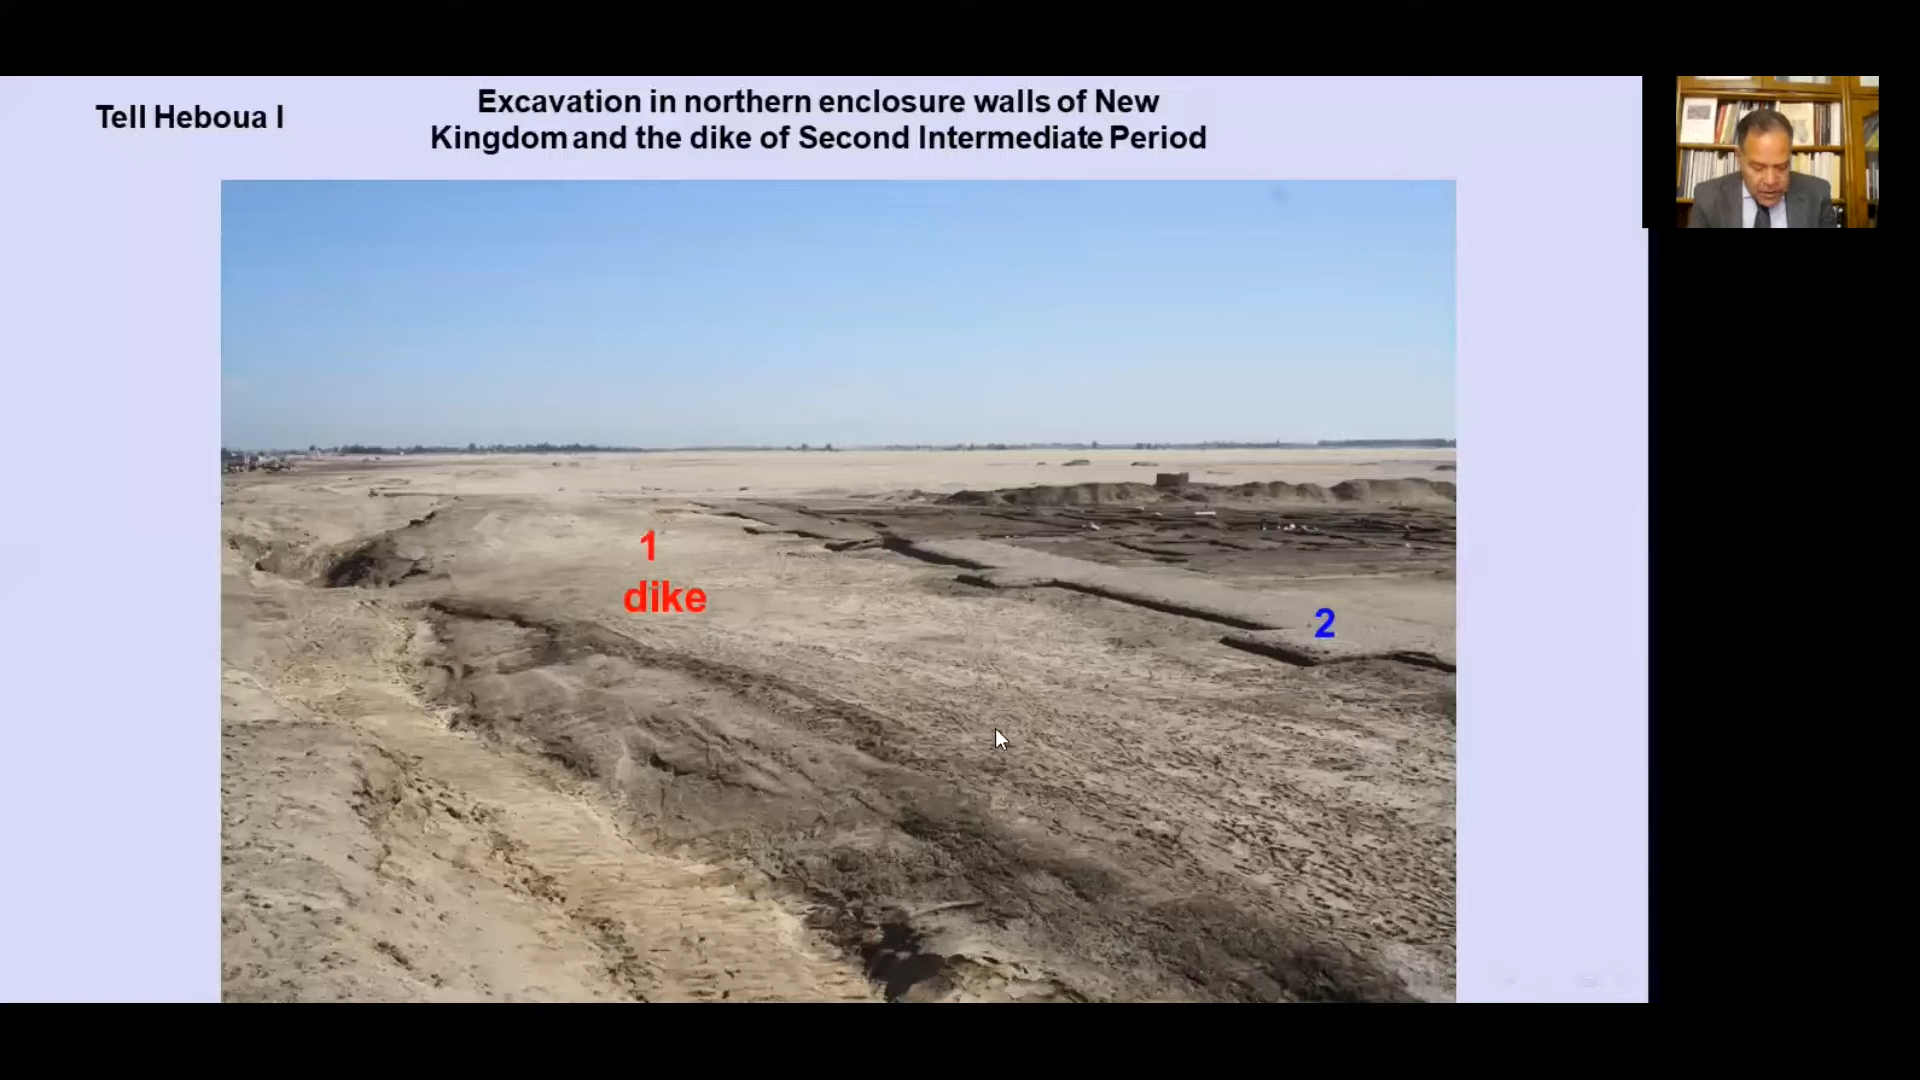 Tell Heboua I
Excavation in northern enclosure walls of New
Kingdom and the dike of Second Intermediate Period
1
dike
2